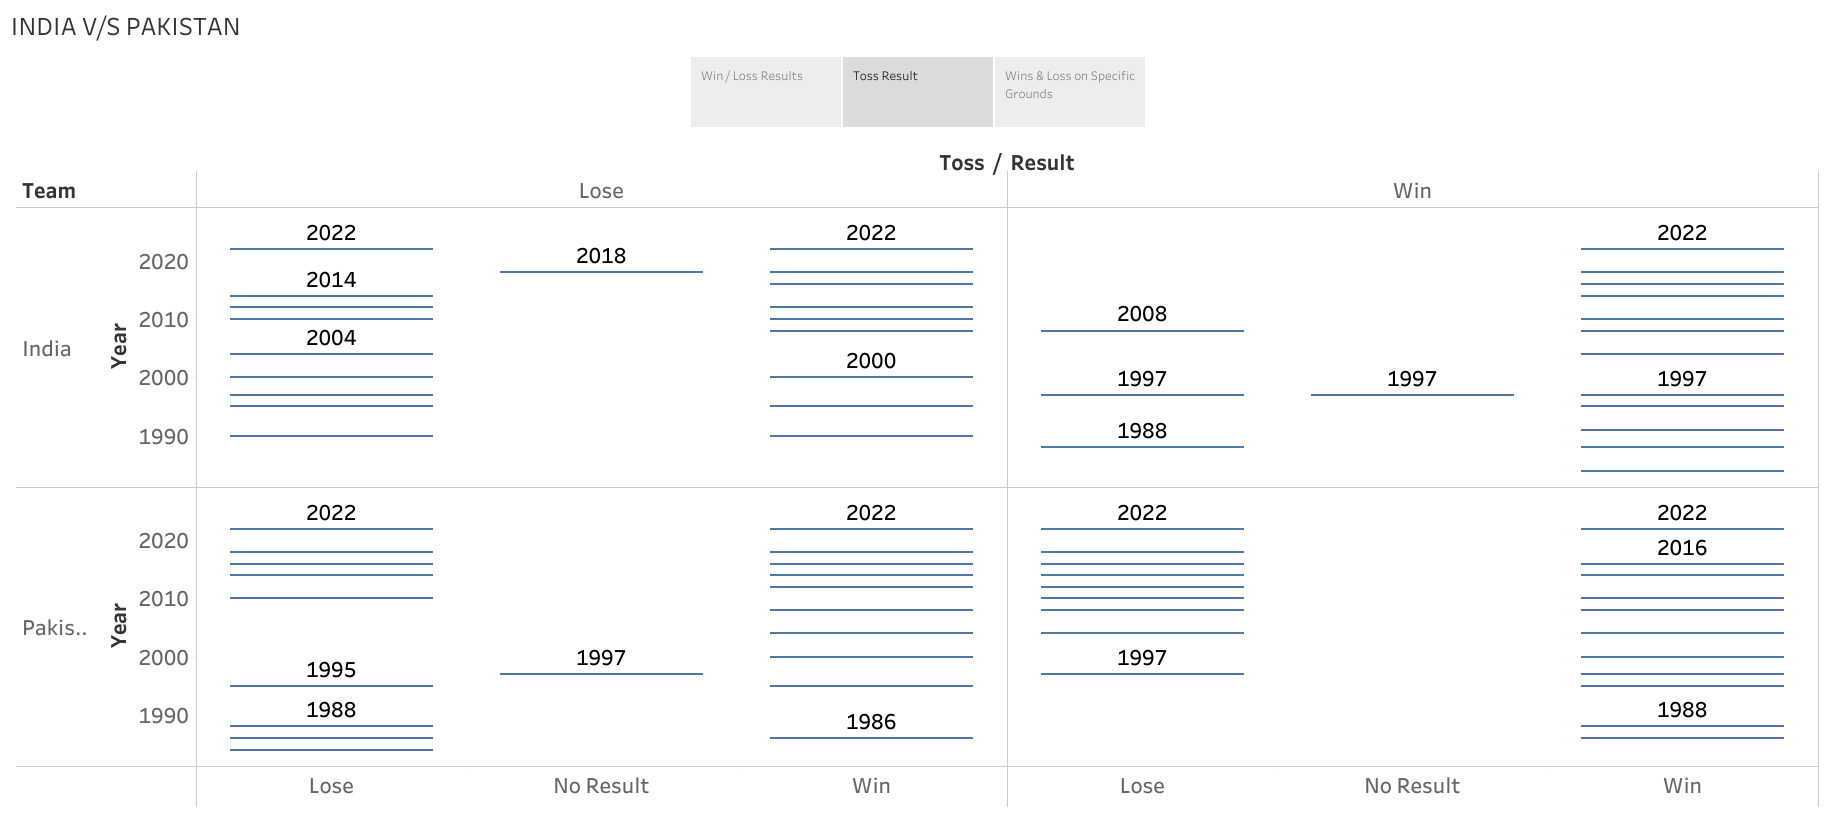 INDIA V/S PAKISTAN
Win / Loss Results
Toss Result
Wins & Loss on Specific
Grounds
Toss / Result
Team
Lose
Win
India
Year
2020
2010
2000
1990
2022
2014
2004
2018
2022
2000
2008
1997
1988
1997
2022
1997
Pakis..
Year
2020
2010
2000
1990
2022
1995
1988
1997
2022
1986
2022
1997
2022
2016
1988
Lose
No Result
Win
Lose
No Result
Win